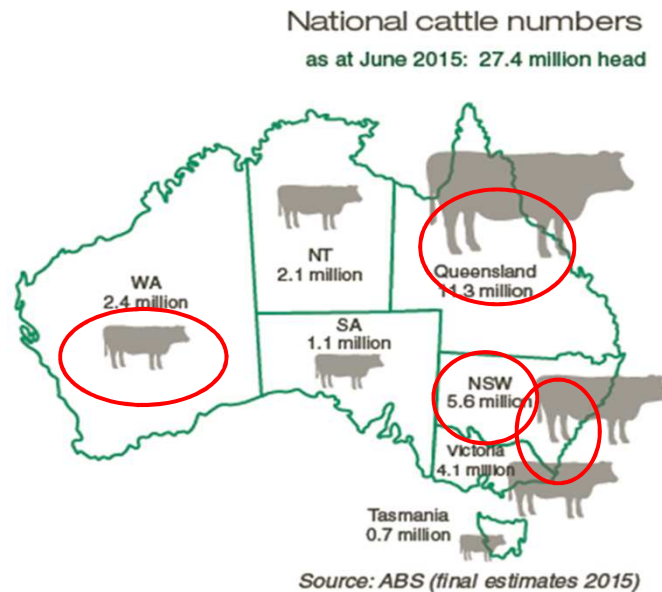 National cattle numbers
as at June 2015: 27.4 million head
NT
2.1 million
WA
2.4 million
Queensland
11.3 million
SA
1.1 million
NSW
5.6 million
Victoria
4.1 million
Tasmania
0.7 million
Source: ABS (final estimates 2015)